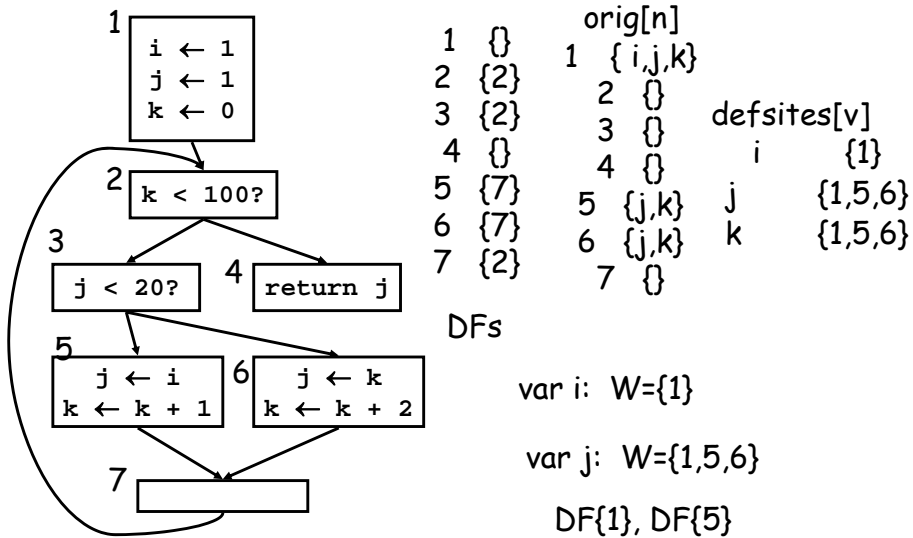 1
i ← 1
j ← 1
k ← 0
2
k < 100?
3
j < 20?
4
return j
5
j ← i
k ← k + 1
6
j ← k
k ← k + 2
7
1 {}
2 {2}
3 {2}
4 {}
5 {7}
6 {7}
7 {2}
DFs
orig[n]
1 { i,j,k}
2 {}
3 {}
4 {}
5 {j,k}
6 {j,k}
7 {}
defsites[v]
i {1}
j {1,5,6}
k {1,5,6}
var i: W={1}
var j: W={1,5,6}
DF{1}, DF{5}